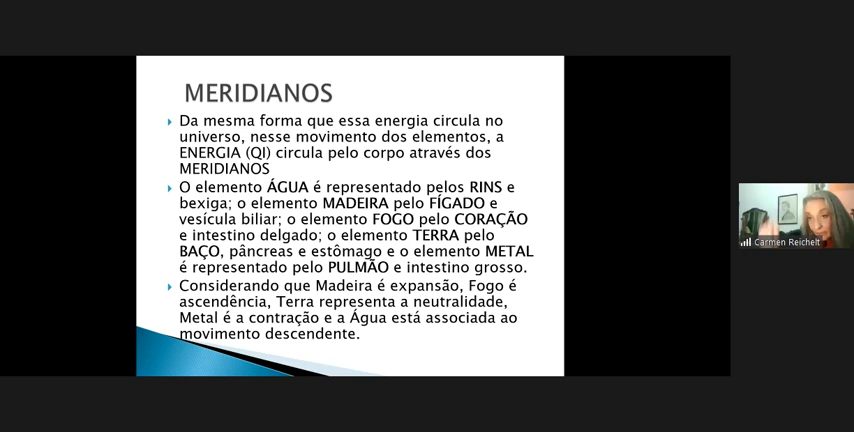 MERIDIANOS
Da mesma forma que essa energia circula no
universo, nesse movimento dos elementos, a
ENERGIA (QI) circula pelo corpo através dos
MERIDIANOS
O elemento ÁGUA é representado pelos RINS e
bexiga; o elemento MADEIRA pelo FÍGADO e
vesícula biliar; o elemento FOGO pelo CORAÇÃO
e intestino delgado; o elemento TERRA pelo
BAÇO, pâncreas e estômago e o elemento METAL
é representado pelo PULMÃO e intestino grosso.
Considerando que Madeira é expansão, Fogo é
ascendência, Terra representa a neutralidade,
Metal é a contração e a Água está associada ao
movimento descendente.
Carmen Reichelt